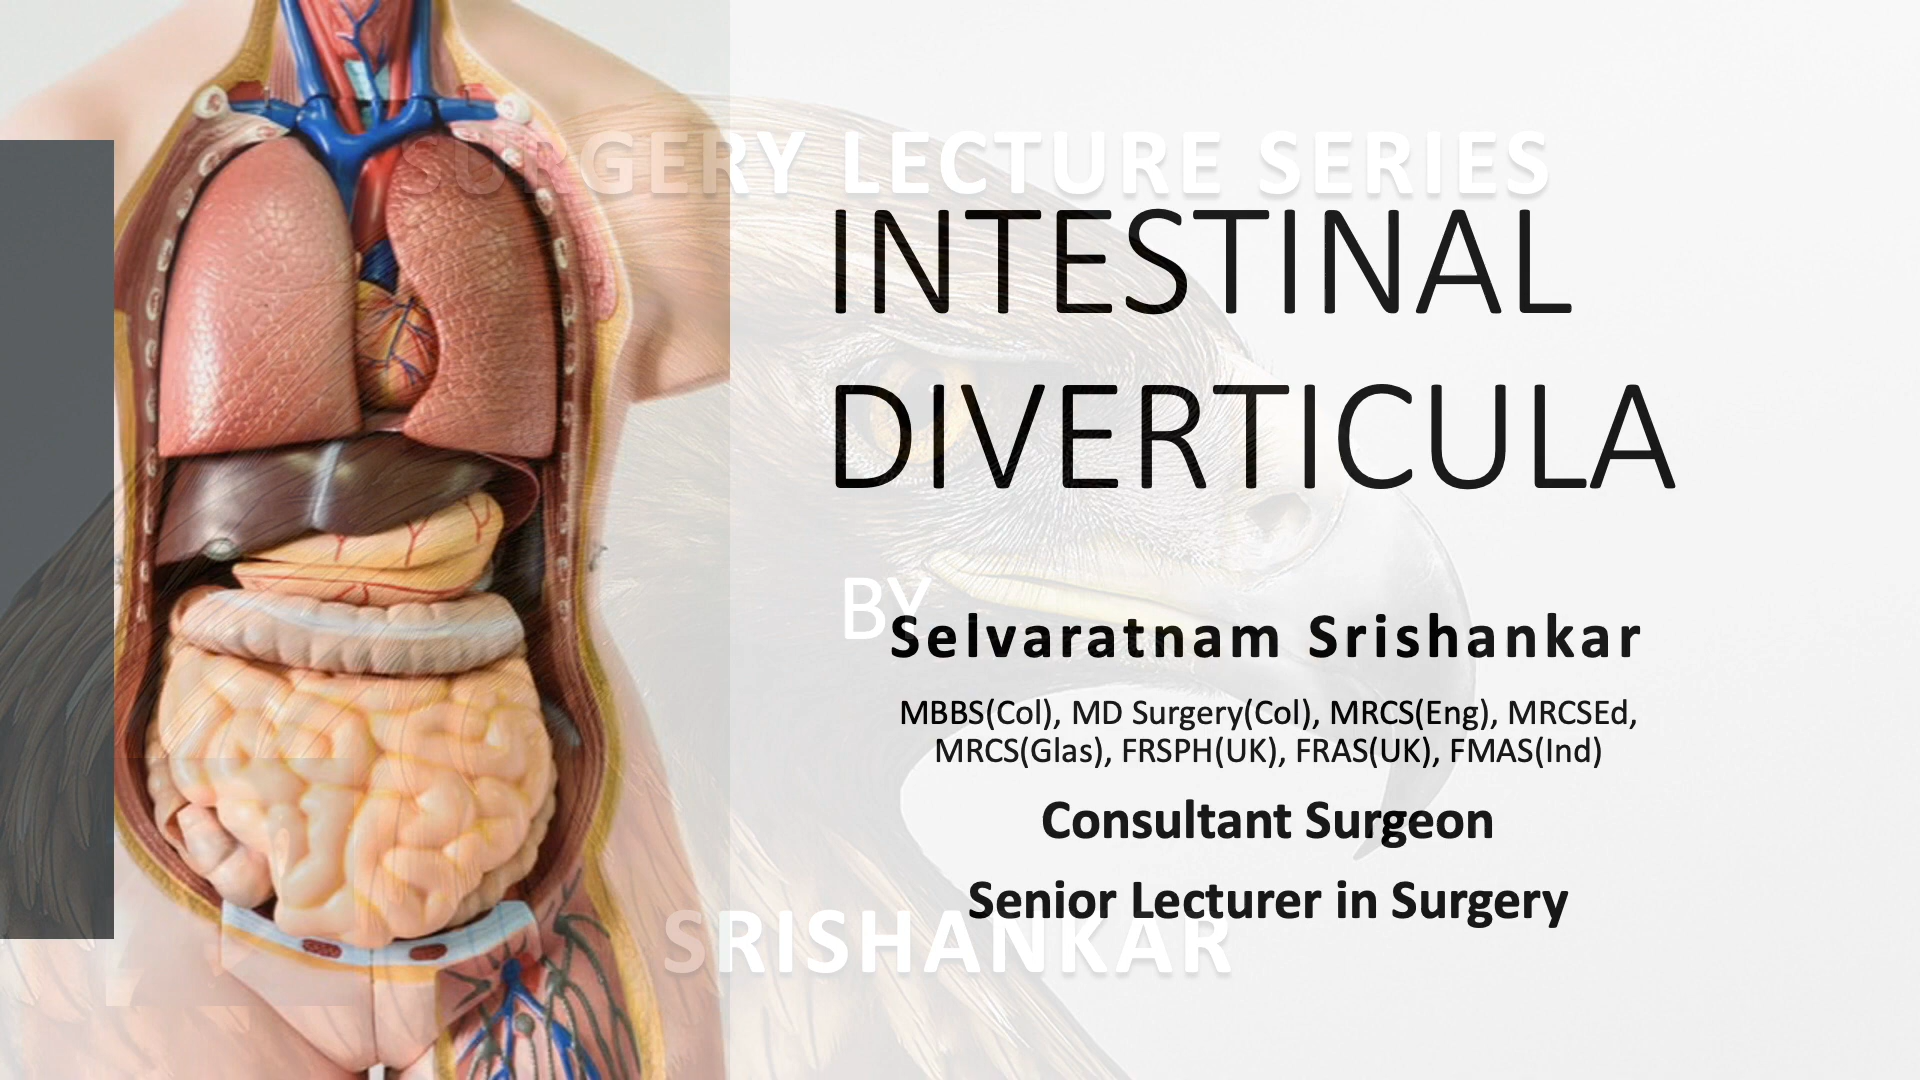 SURGERY LECTURE SERIES
INTESTINAL
DIVERTICULA
BY
Selvaratnam Srishankar
MBBS(Col), MD Surgery(Col), MRCS(Eng), MRCSEd,
MRCS(Glas), FRSPH(UK), FRAS(UK), FMAS(Ind)
Consultant Surgeon
Senior Lecturer in Surgery
SRISHANKAR